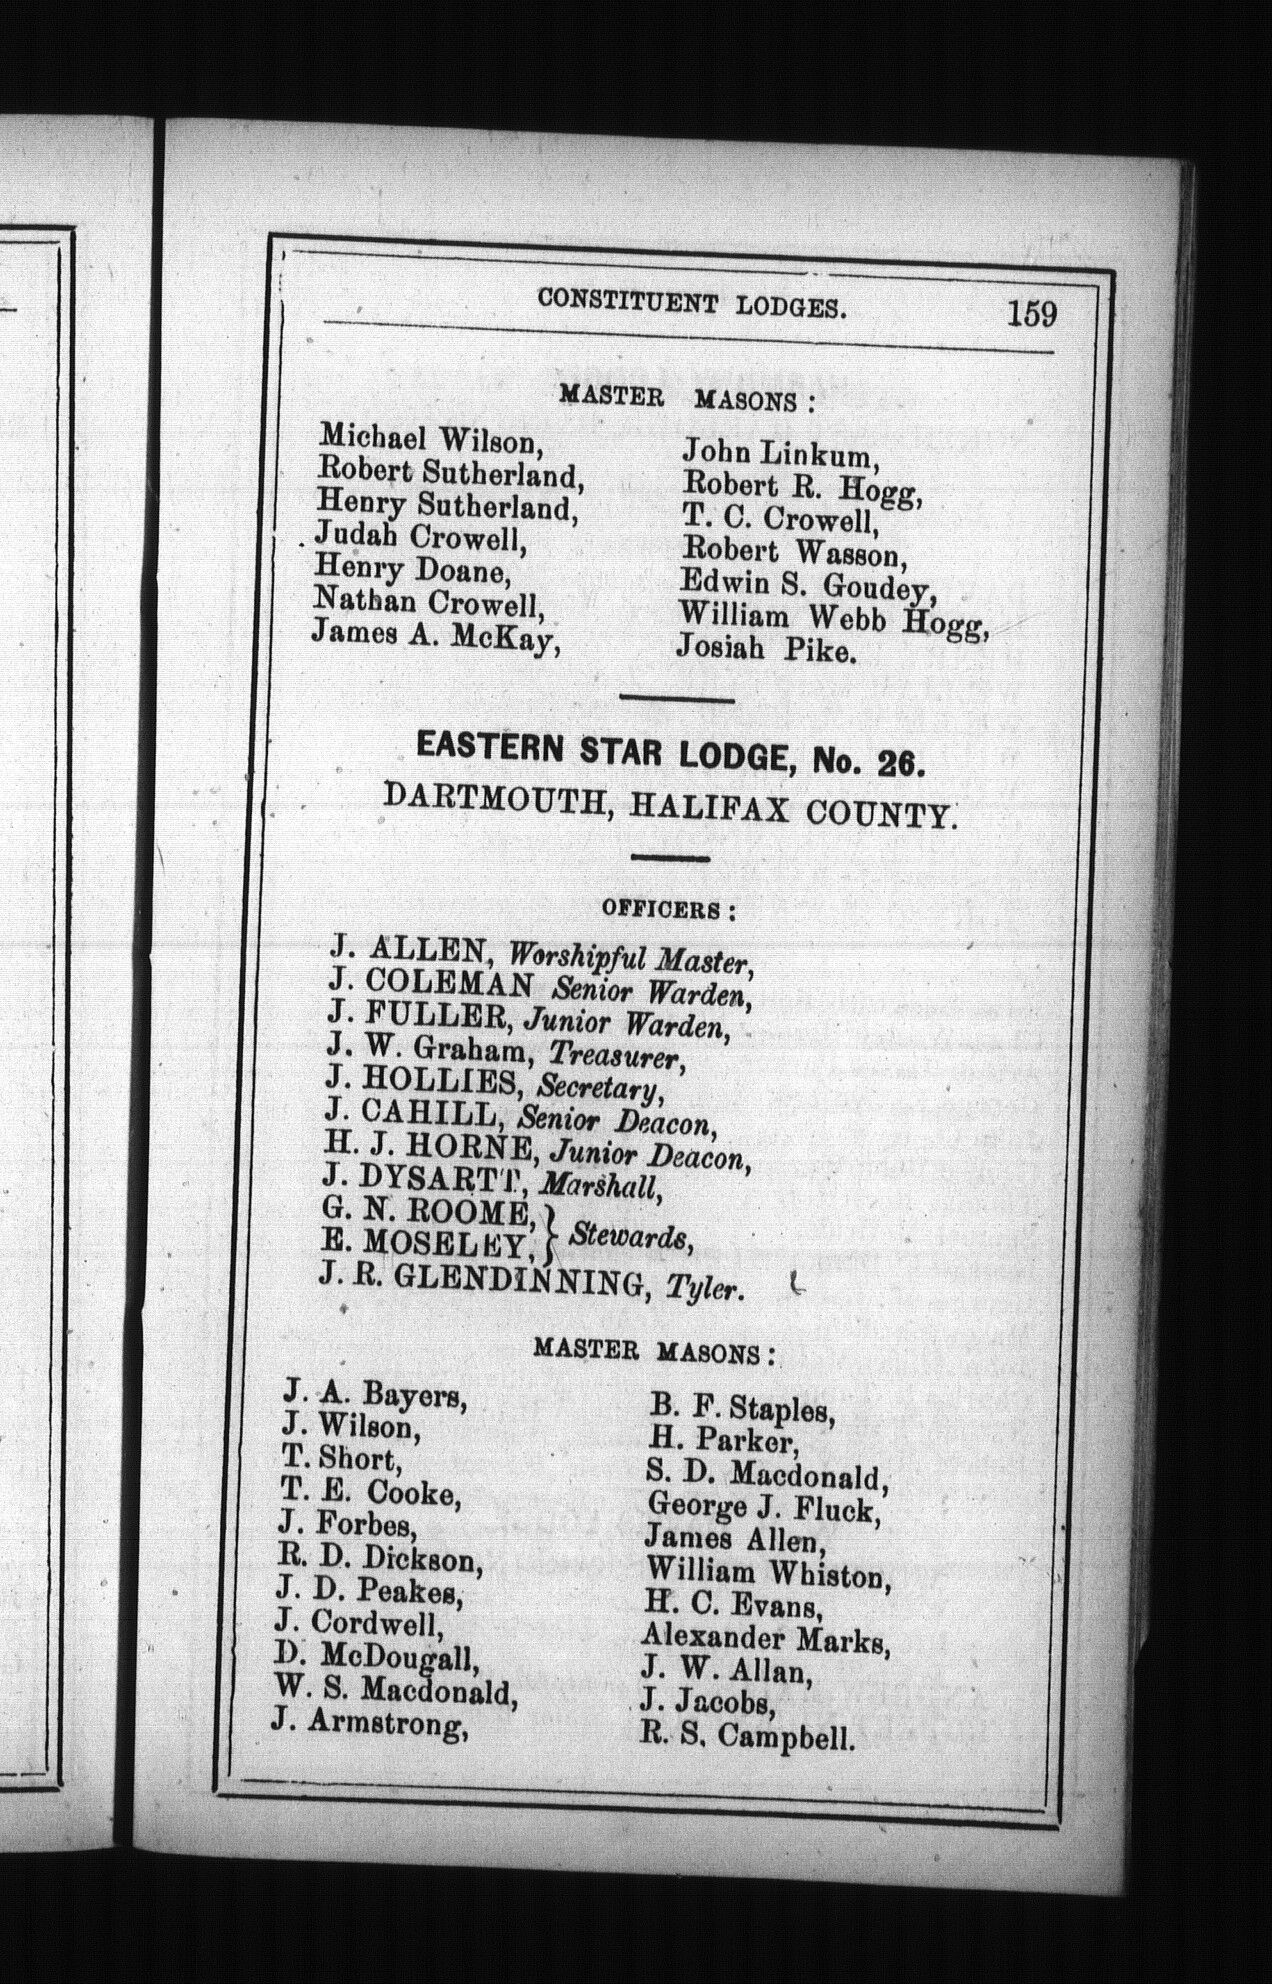 CONSTITUENT LODGES. 159
MASTER MASONS :
Michael Wilson,
Robert Sutherland,
Henry Sutherland,
Judah Crowell,
Henry Doane,
Nathan Crowell,
James A. McKay,
John Linkum,
Robert R. Hogg,
T. C. Crowell,
Robert Wasson,
Edwin S. Goudey,
William Webb Hogg,
Josiah Pike.
EASTERN STAR LODGE, No. 26.
DARTMOUTH, HALIFAX COUNTY.
OFFICERS :
J. ALLEN, Worshipful Master,
J. COLEMAN Senior Warden,
J. FULLER, Junior Warden,
J. W. Graham, Treasurer,
J. HOLLIES, Secretary,
J. CAHILL, Senior Deacon,
H. J. HORNE, Junior Deacon,
J. DYSARTT, Marshall,
G. N. ROOME,
E. MOSELEY, } Stewards,
J. R. GLENDINNING, Tyler.
MASTER MASONS :
J. A. Bayers,
J. Wilson,
T. Short,
T. E. Cooke,
J. Forbes,
R. D. Dickson,
J. D. Peakes,
J. Cordwell,
D. McDougall,
W. S. Macdonald,
J. Armstrong,
B. F. Staples,
H. Parker,
S. D. Macdonald,
George J. Fluck,
James Allen,
William Whiston,
H. C. Evans,
Alexander Marks,
J. W. Allan,
J. Jacobs,
R. S. Campbell.